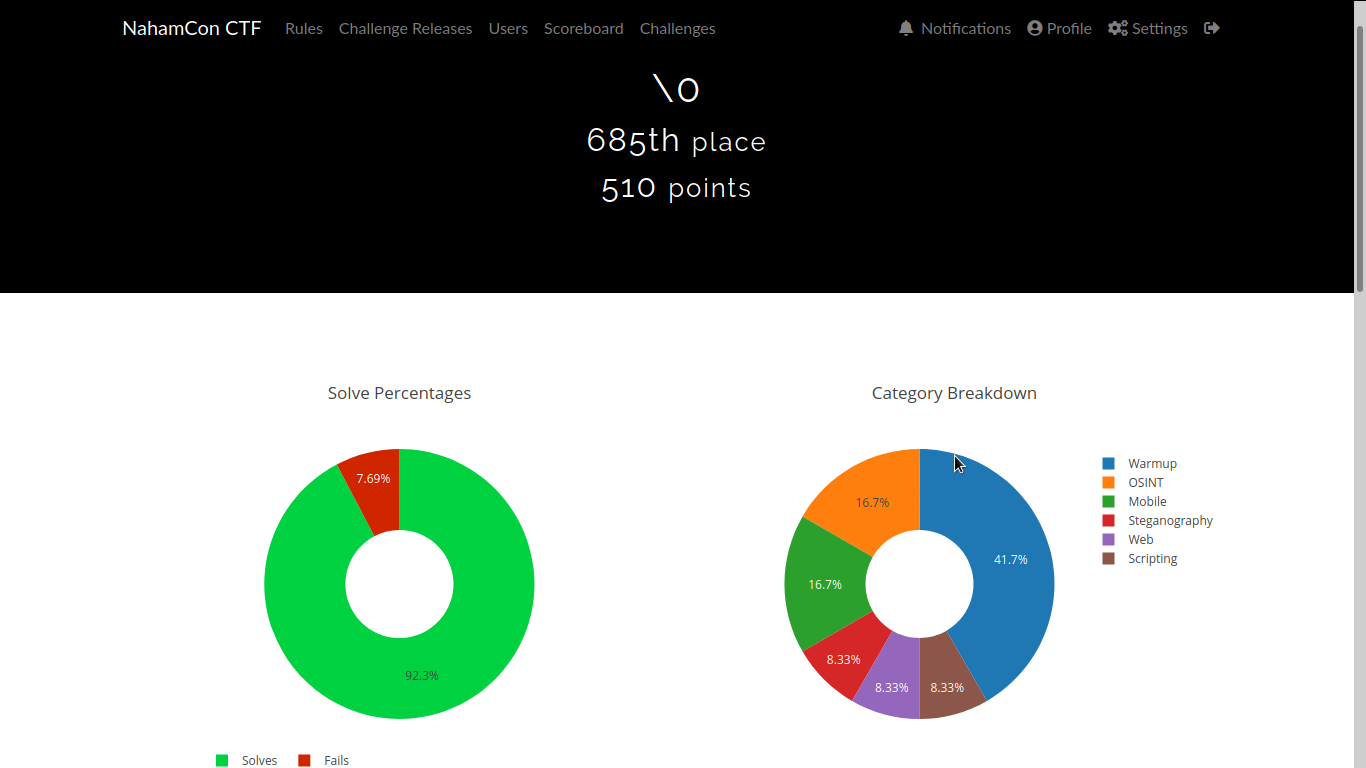 NahamCon CTF Rules Challenge Releases Users Scoreboard Challenges Notifications Profile Settings
\0
685th place
510 points
Solve Percentages
Category Breakdown
7.69%
92.3%
Solves Fails
16.7%
41.7%
16.7%
8.33%
8.33%
8.33%
Warmup
OSINT
Mobile
Steganography
Web
Scripting